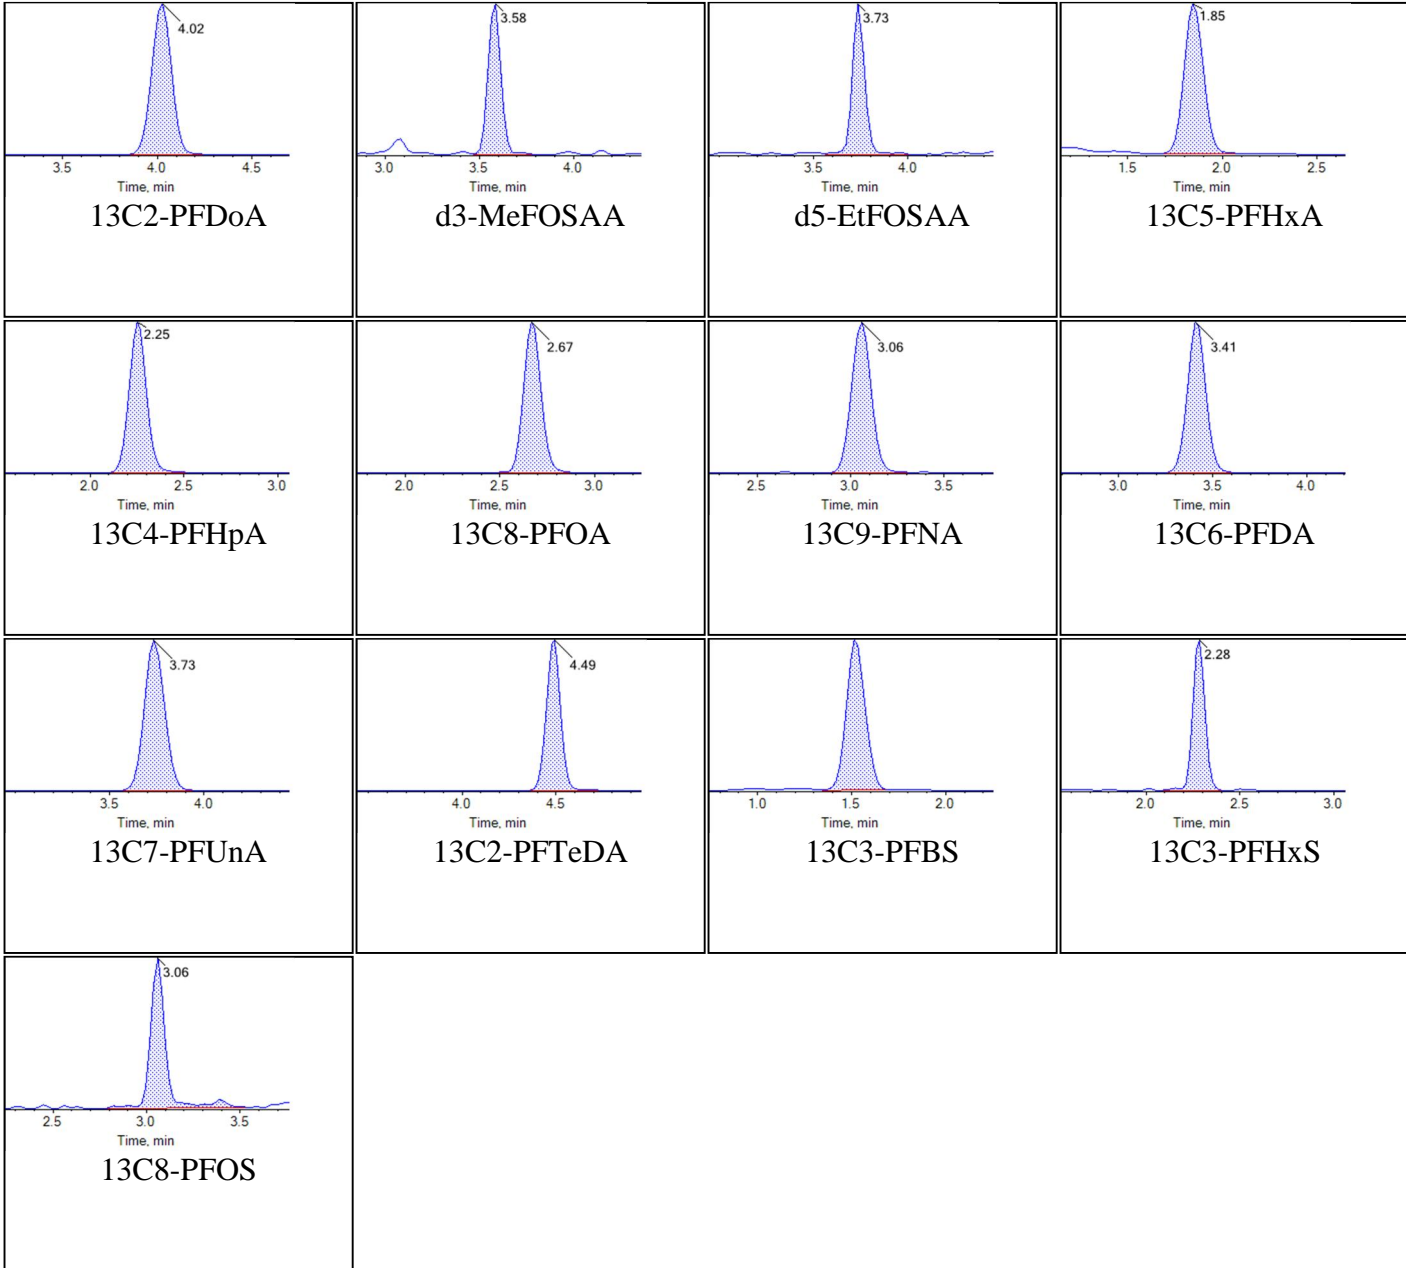 4.02
3.5 4.0 4.5
Time, min
13C2-PFDoA
3.58
3.0 3.5 4.0
Time, min
d3-MeFOSAA
3.73
3.5 4.0
Time, min
d5-EtFOSAA
1.85
1.5 2.0 2.5
Time, min
13C5-PFHxA
2.25
2.0 2.5 3.0
Time, min
13C4-PFHpA
2.67
2.0 2.5 3.0
Time, min
13C8-PFOA
3.06
2.5 3.0 3.5
Time, min
13C9-PFNA
3.41
3.0 3.5 4.0
Time, min
13C6-PFDA
3.73
3.5 4.0
Time, min
13C7-PFUnA
4.49
4.0 4.5
Time, min
13C2-PFTeDA
1.0 1.5 2.0
Time, min
13C3-PFBS
2.28
2.0 2.5 3.0
Time, min
13C3-PFHxS
3.06
2.5 3.0 3.5
Time, min
13C8-PFOS